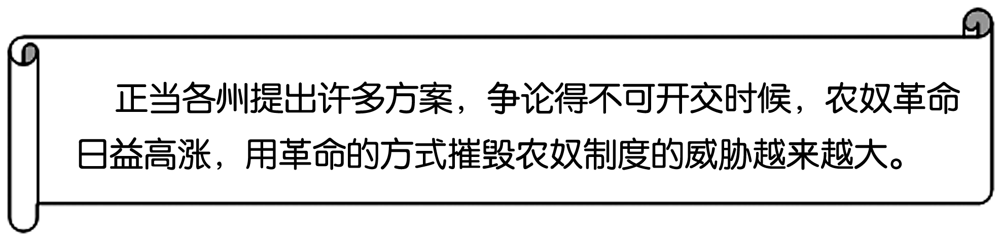 正当各州提出许多方案，争论得不可开交时候，农奴革命
日益高涨，用革命的方式摧毁农奴制度的威胁越来越大。